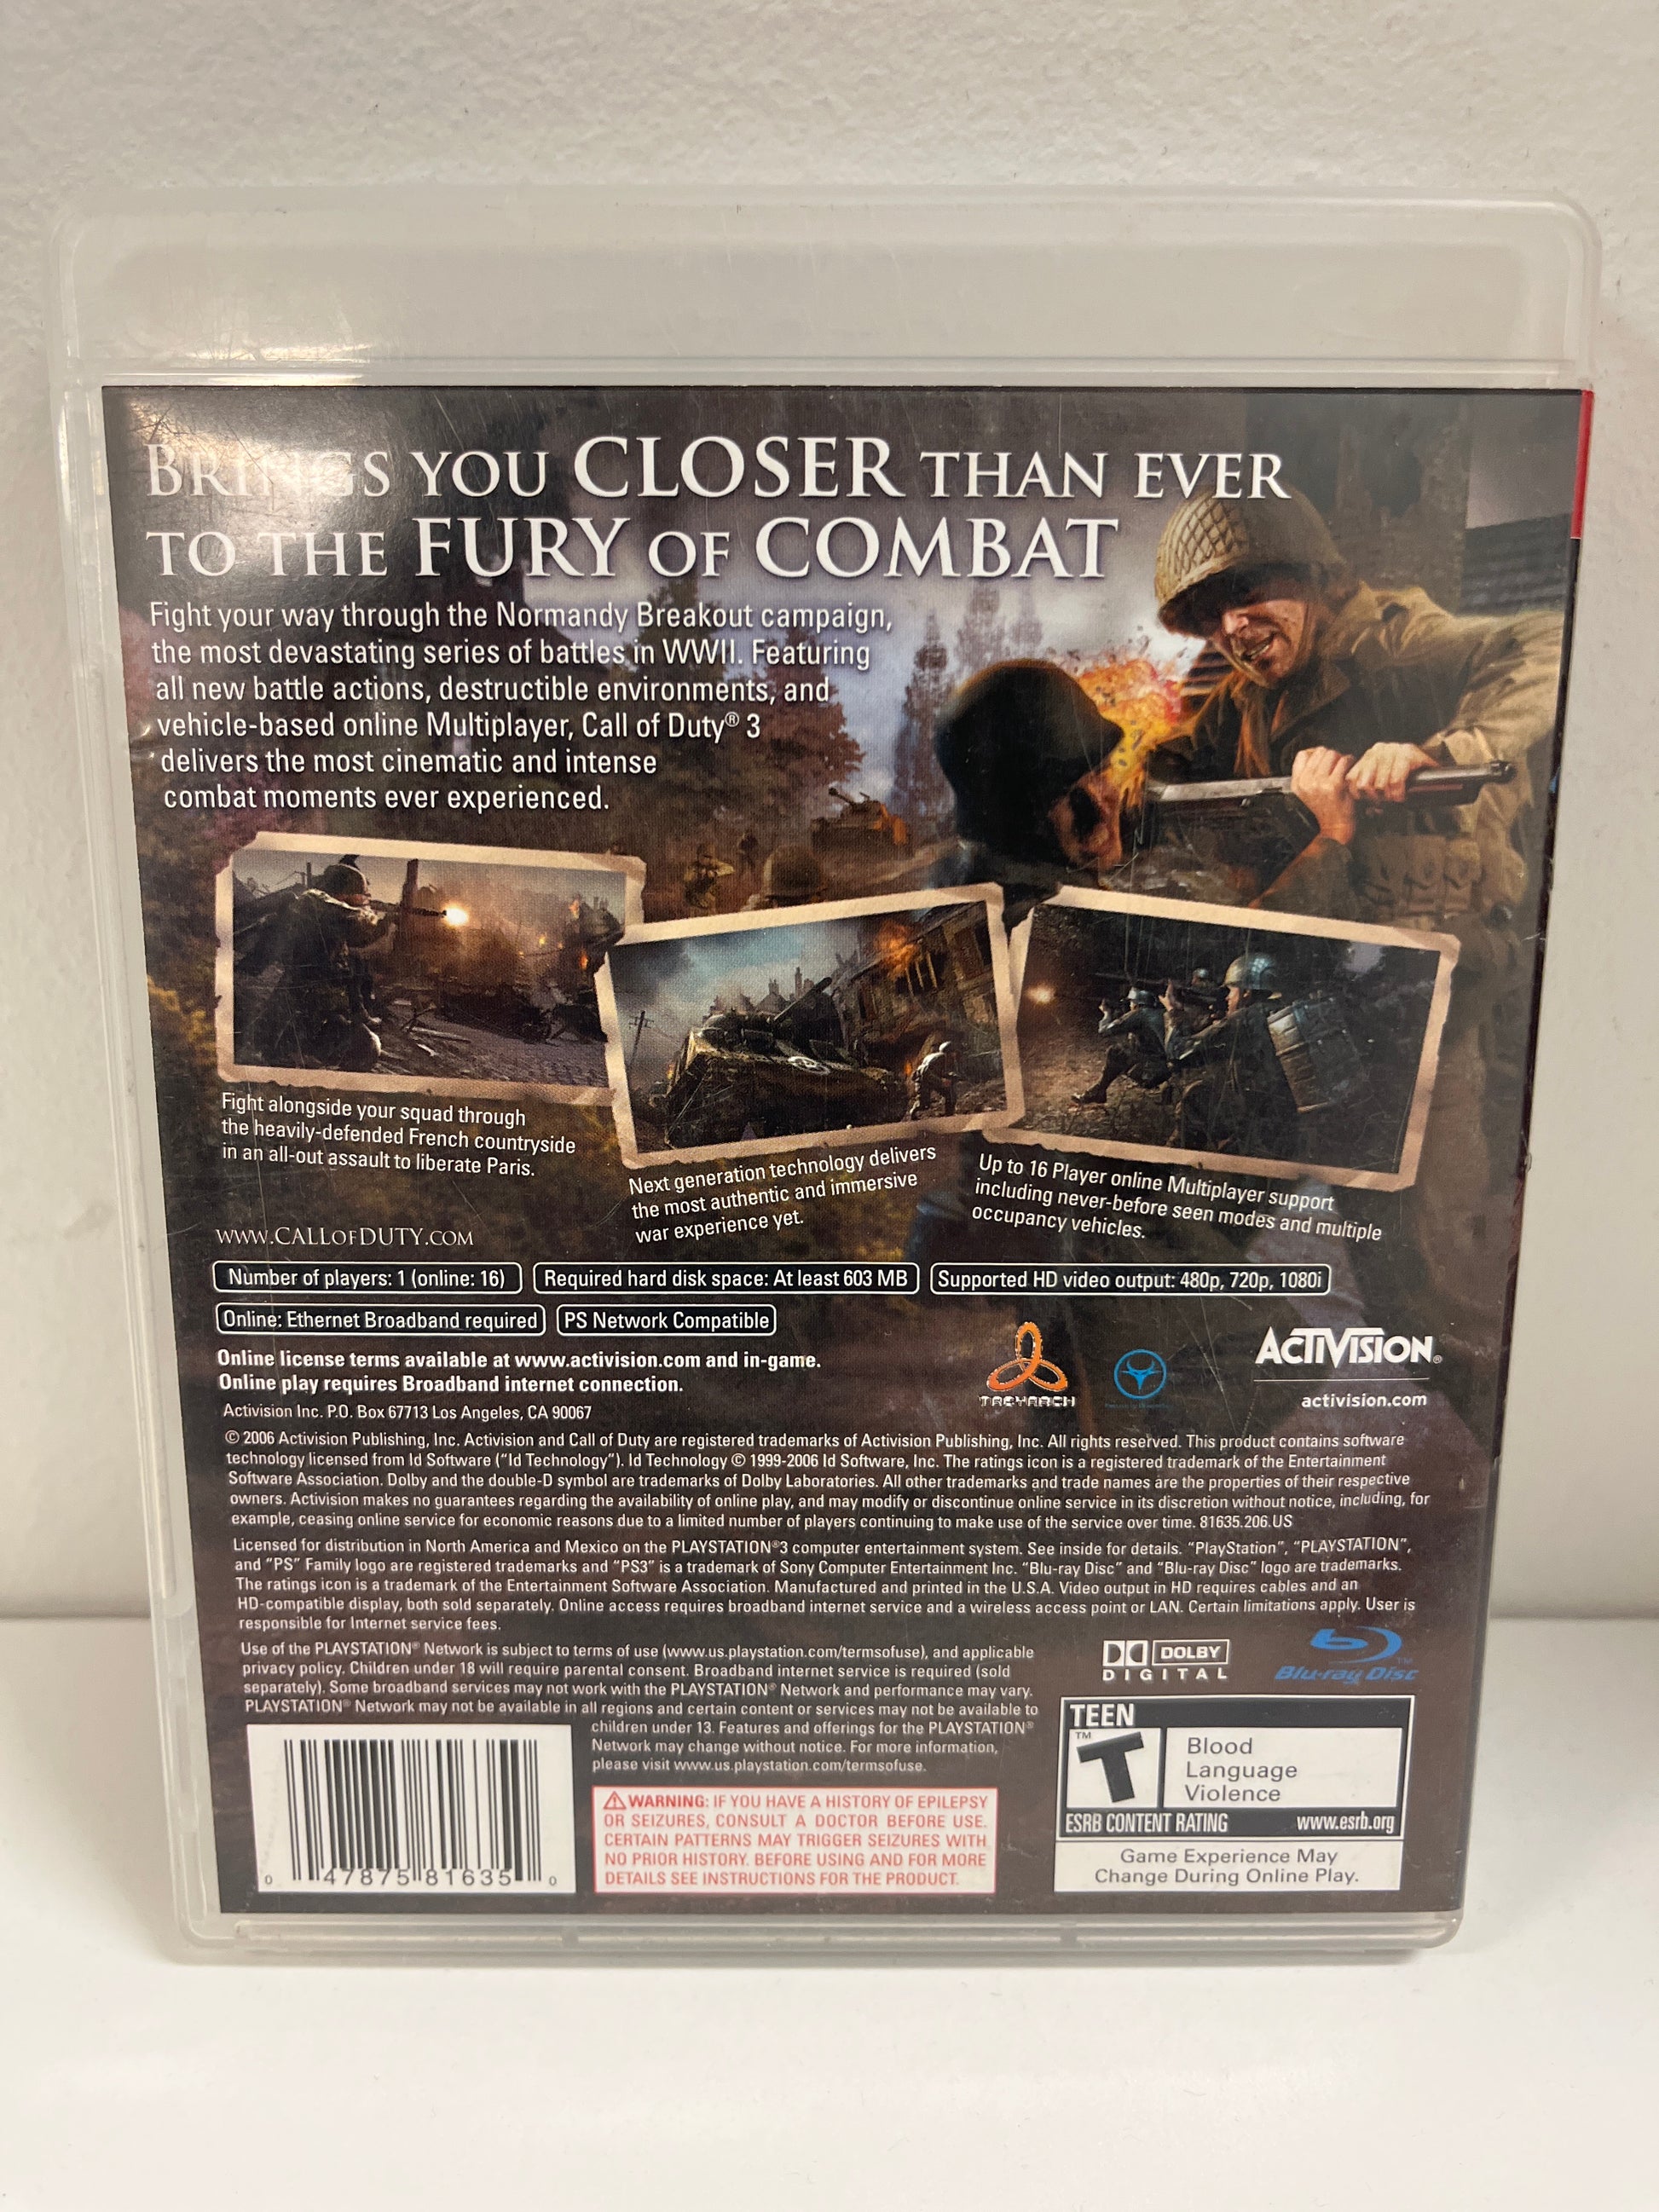 BRINGS YOU CLOSER THAN EVER
TO THE FURY OF COMBAT
Fight your way through the Normandy Breakout campaign,
the most devastating series of battles in WWII. Featuring
all new battle actions, destructible environments, and
vehicle-based online Multiplayer, Call of Duty® 3
delivers the most cinematic and intense
combat moments ever experienced.
Fight alongside your squad through
the heavily-defended French countryside
in an all-out assault to liberate Paris.
Next generation technology delivers
the most authentic and immersive
war experience yet.
Up to 16 Player online Multiplayer support
including never-before seen modes and multiple
occupancy vehicles.
WWW.CALLOFDUTY.COM
Number of players: 1 (online: 16)
Required hard disk space: At least 603 MB
Supported HD video output: 480p, 720p, 1080i
Online: Ethernet Broadband required
PS Network Compatible
Online license terms available at www.activision.com and in-game.
Online play requires Broadband internet connection.
TREYARCH
ACTIVISION®
activision.com
Activision Inc. P.O. Box 67713 Los Angeles, CA 90067
© 2006 Activision Publishing, Inc. Activision and Call of Duty are registered trademarks of Activision Publishing, Inc. All rights reserved. This product contains software
technology licensed from Id Software ("Id Technology"). Id Technology © 1999-2006 Id Software, Inc. The ratings icon is a registered trademark of the Entertainment
Software Association. Dolby and the double-D symbol are trademarks of Dolby Laboratories. All other trademarks and trade names are the properties of their respective
owners. Activision makes no guarantees regarding the availability of online play, and may modify or discontinue online service in its discretion without notice, including, for
example, ceasing online service for economic reasons due to a limited number of players continuing to make use of the service over time. 81635.206.US
Licensed for distribution in North America and Mexico on the PLAYSTATION®3 computer entertainment system. See inside for details. "PlayStation", "PLAYSTATION",
and "PS" Family logo are registered trademarks and "PS3" is a trademark of Sony Computer Entertainment Inc. "Blu-ray Disc" and "Blu-ray Disc" logo are trademarks.
The ratings icon is a trademark of the Entertainment Software Association. Manufactured and printed in the U.S.A. Video output in HD requires cables and an
HD-compatible display, both sold separately. Online access requires broadband internet service and a wireless access point or LAN. Certain limitations apply. User is
responsible for Internet service fees.
Use of the PLAYSTATION® Network is subject to terms of use (www.us.playstation.com/termsofuse), and applicable
privacy policy. Children under 18 will require parental consent. Broadband internet service is required (sold
separately). Some broadband services may not work with the PLAYSTATION® Network and performance may vary.
PLAYSTATION® Network may not be available in all regions and certain content or services may not be available to
children under 13. Features and offerings for the PLAYSTATION®
Network may change without notice. For more information,
please visit www.us.playstation.com/termsofuse.
DOLBY
DIGITAL
Blu-ray Disc™
WARNING: IF YOU HAVE A HISTORY OF EPILEPSY
OR SEIZURES, CONSULT A DOCTOR BEFORE USE.
CERTAIN PATTERNS MAY TRIGGER SEIZURES WITH
NO PRIOR HISTORY. BEFORE USING AND FOR MORE
DETAILS SEE INSTRUCTIONS FOR THE PRODUCT.
0 47875 81635 0
TEEN
T™
Blood
Language
Violence
ESRB CONTENT RATING www.esrb.org
Game Experience May
Change During Online Play.